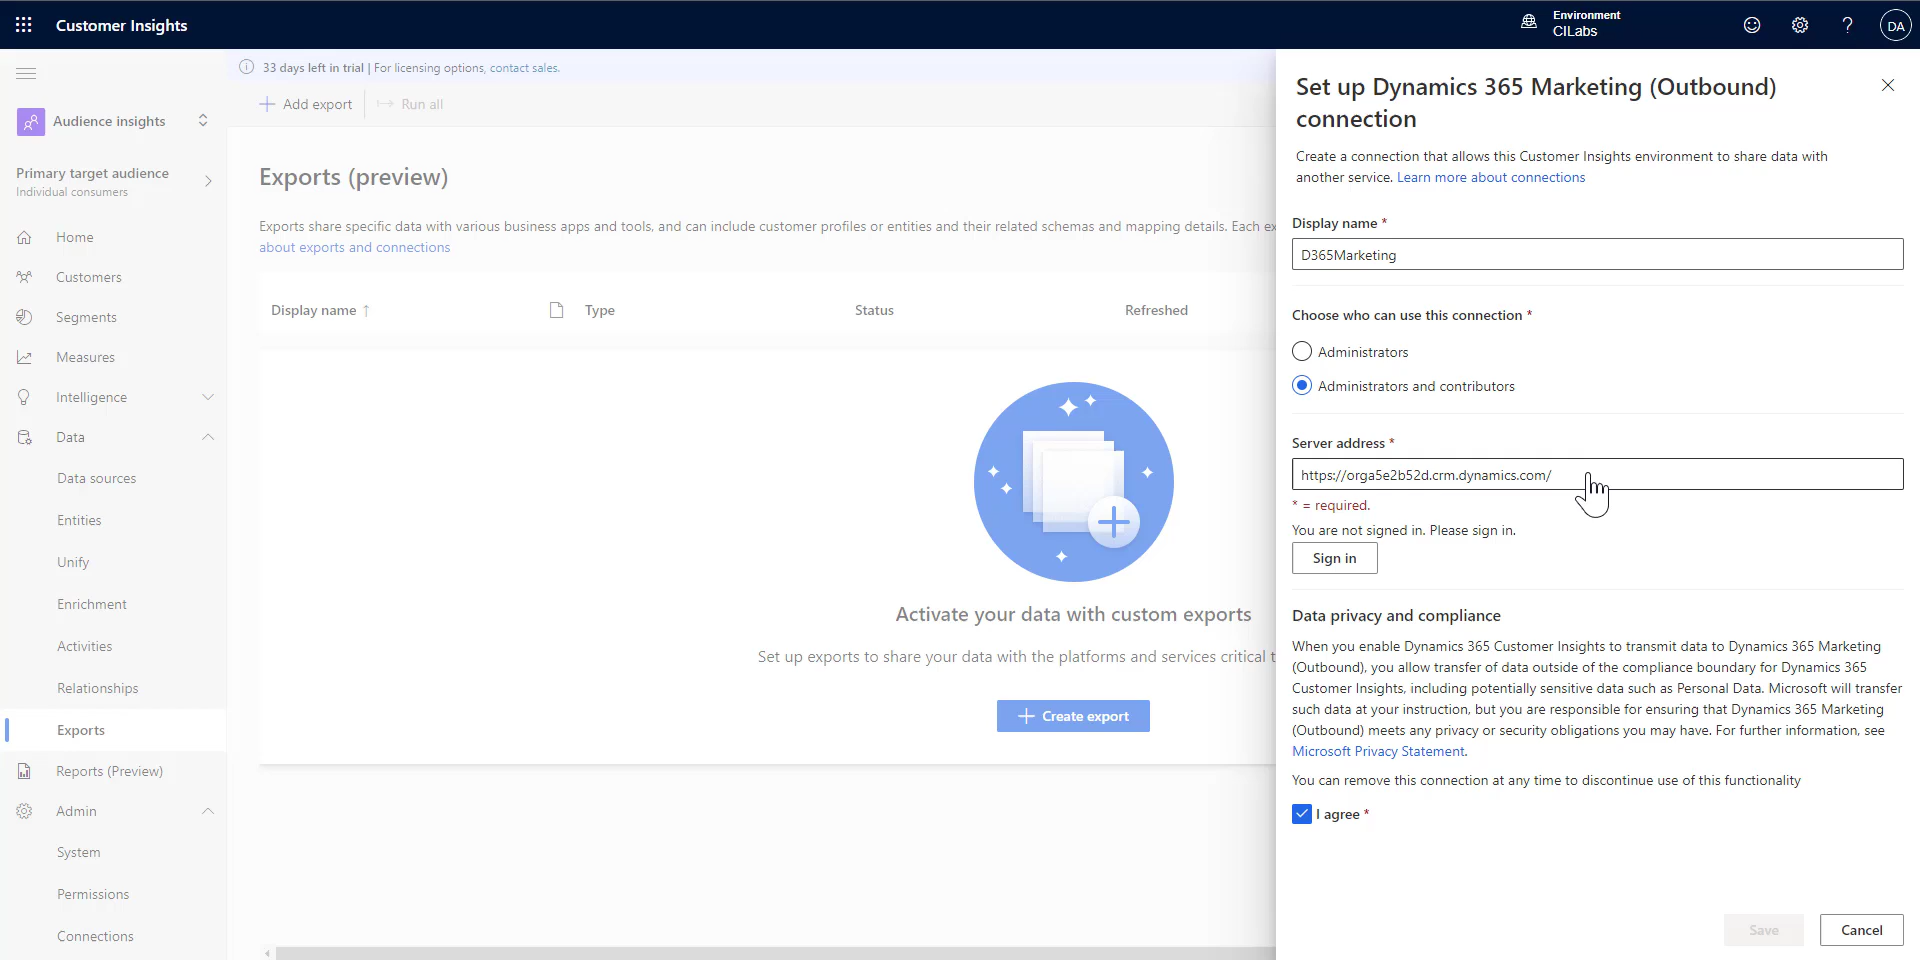 Customer Insights
Environment
CILabs
DA
33 days left in trial | For licensing options, contact sales.
Audience insights
Primary target audience
Individual consumers
Home
Customers
Segments
Measures
Intelligence
Data
Data sources
Entities
Unify
Enrichment
Activities
Relationships
Exports
Reports (Preview)
Admin
System
Permissions
Connections
Add export
Run all
Exports (preview)
Exports share specific data with various business apps and tools, and can include customer profiles or entities and their related schemas and mapping details. Each ex
about exports and connections
Display name ↑
Type
Status
Refreshed
Activate your data with custom exports
Set up exports to share your data with the platforms and services critical t
Create export
Set up Dynamics 365 Marketing (Outbound)
connection
Create a connection that allows this Customer Insights environment to share data with
another service. Learn more about connections
Display name *
D365Marketing
Choose who can use this connection *
Administrators
Administrators and contributors
Server address *
https://orga5e2b52d.crm.dynamics.com/
* = required.
You are not signed in. Please sign in.
Sign in
Data privacy and compliance
When you enable Dynamics 365 Customer Insights to transmit data to Dynamics 365 Marketing
(Outbound), you allow transfer of data outside of the compliance boundary for Dynamics 365
Customer Insights, including potentially sensitive data such as Personal Data. Microsoft will transfer
such data at your instruction, but you are responsible for ensuring that Dynamics 365 Marketing
(Outbound) meets any privacy or security obligations you may have. For further information, see
Microsoft Privacy Statement.
You can remove this connection at any time to discontinue use of this functionality
I agree *
Save
Cancel